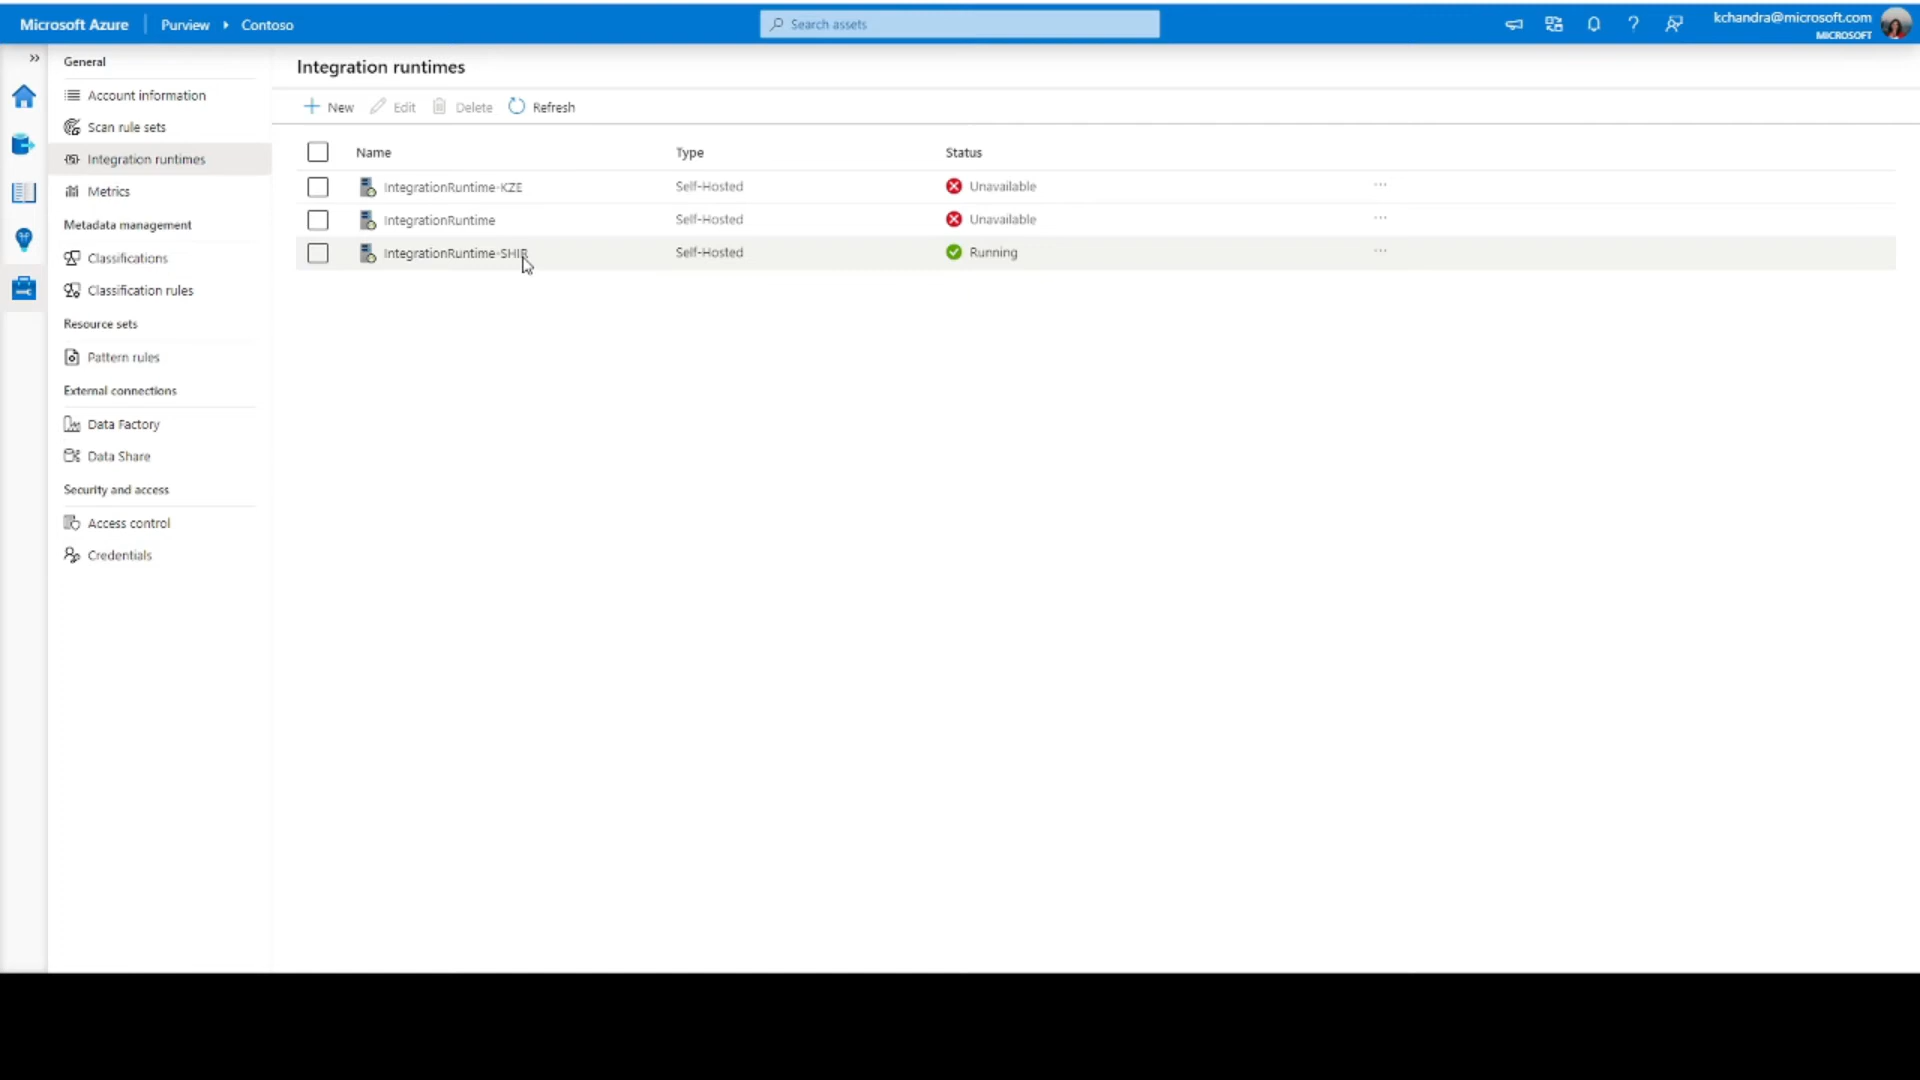 Microsoft Azure Purview Contoso
Search assets
kchandra@microsoft.com
MICROSOFT
General
Account information
Scan rule sets
Integration runtimes
Metrics
Metadata management
Classifications
Classification rules
Resource sets
Pattern rules
External connections
Data Factory
Data Share
Security and access
Access control
Credentials
Integration runtimes
New Edit Delete Refresh
Name Type Status
IntegrationRuntime-KZE Self-Hosted Unavailable
IntegrationRuntime Self-Hosted Unavailable
IntegrationRuntime-SHIR Self-Hosted Running